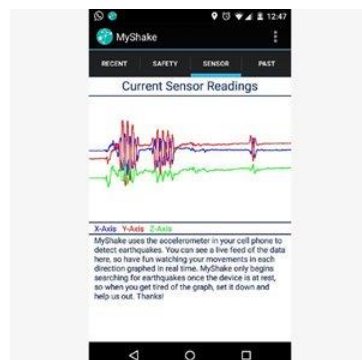 12:47
MyShake
RECENT SAFETY SENSOR PAST
Current Sensor Readings
X-Axis Y-Axis Z-Axis
MyShake uses the accelerometer in your cell phone to
detect earthquakes. You can see a live feed of the data
here, so have fun watching your movements in each
direction graphed in real time. MyShake only begins
searching for earthquakes once the device is at rest,
so when you get tired of the graph, set it down and
help us out. Thanks!